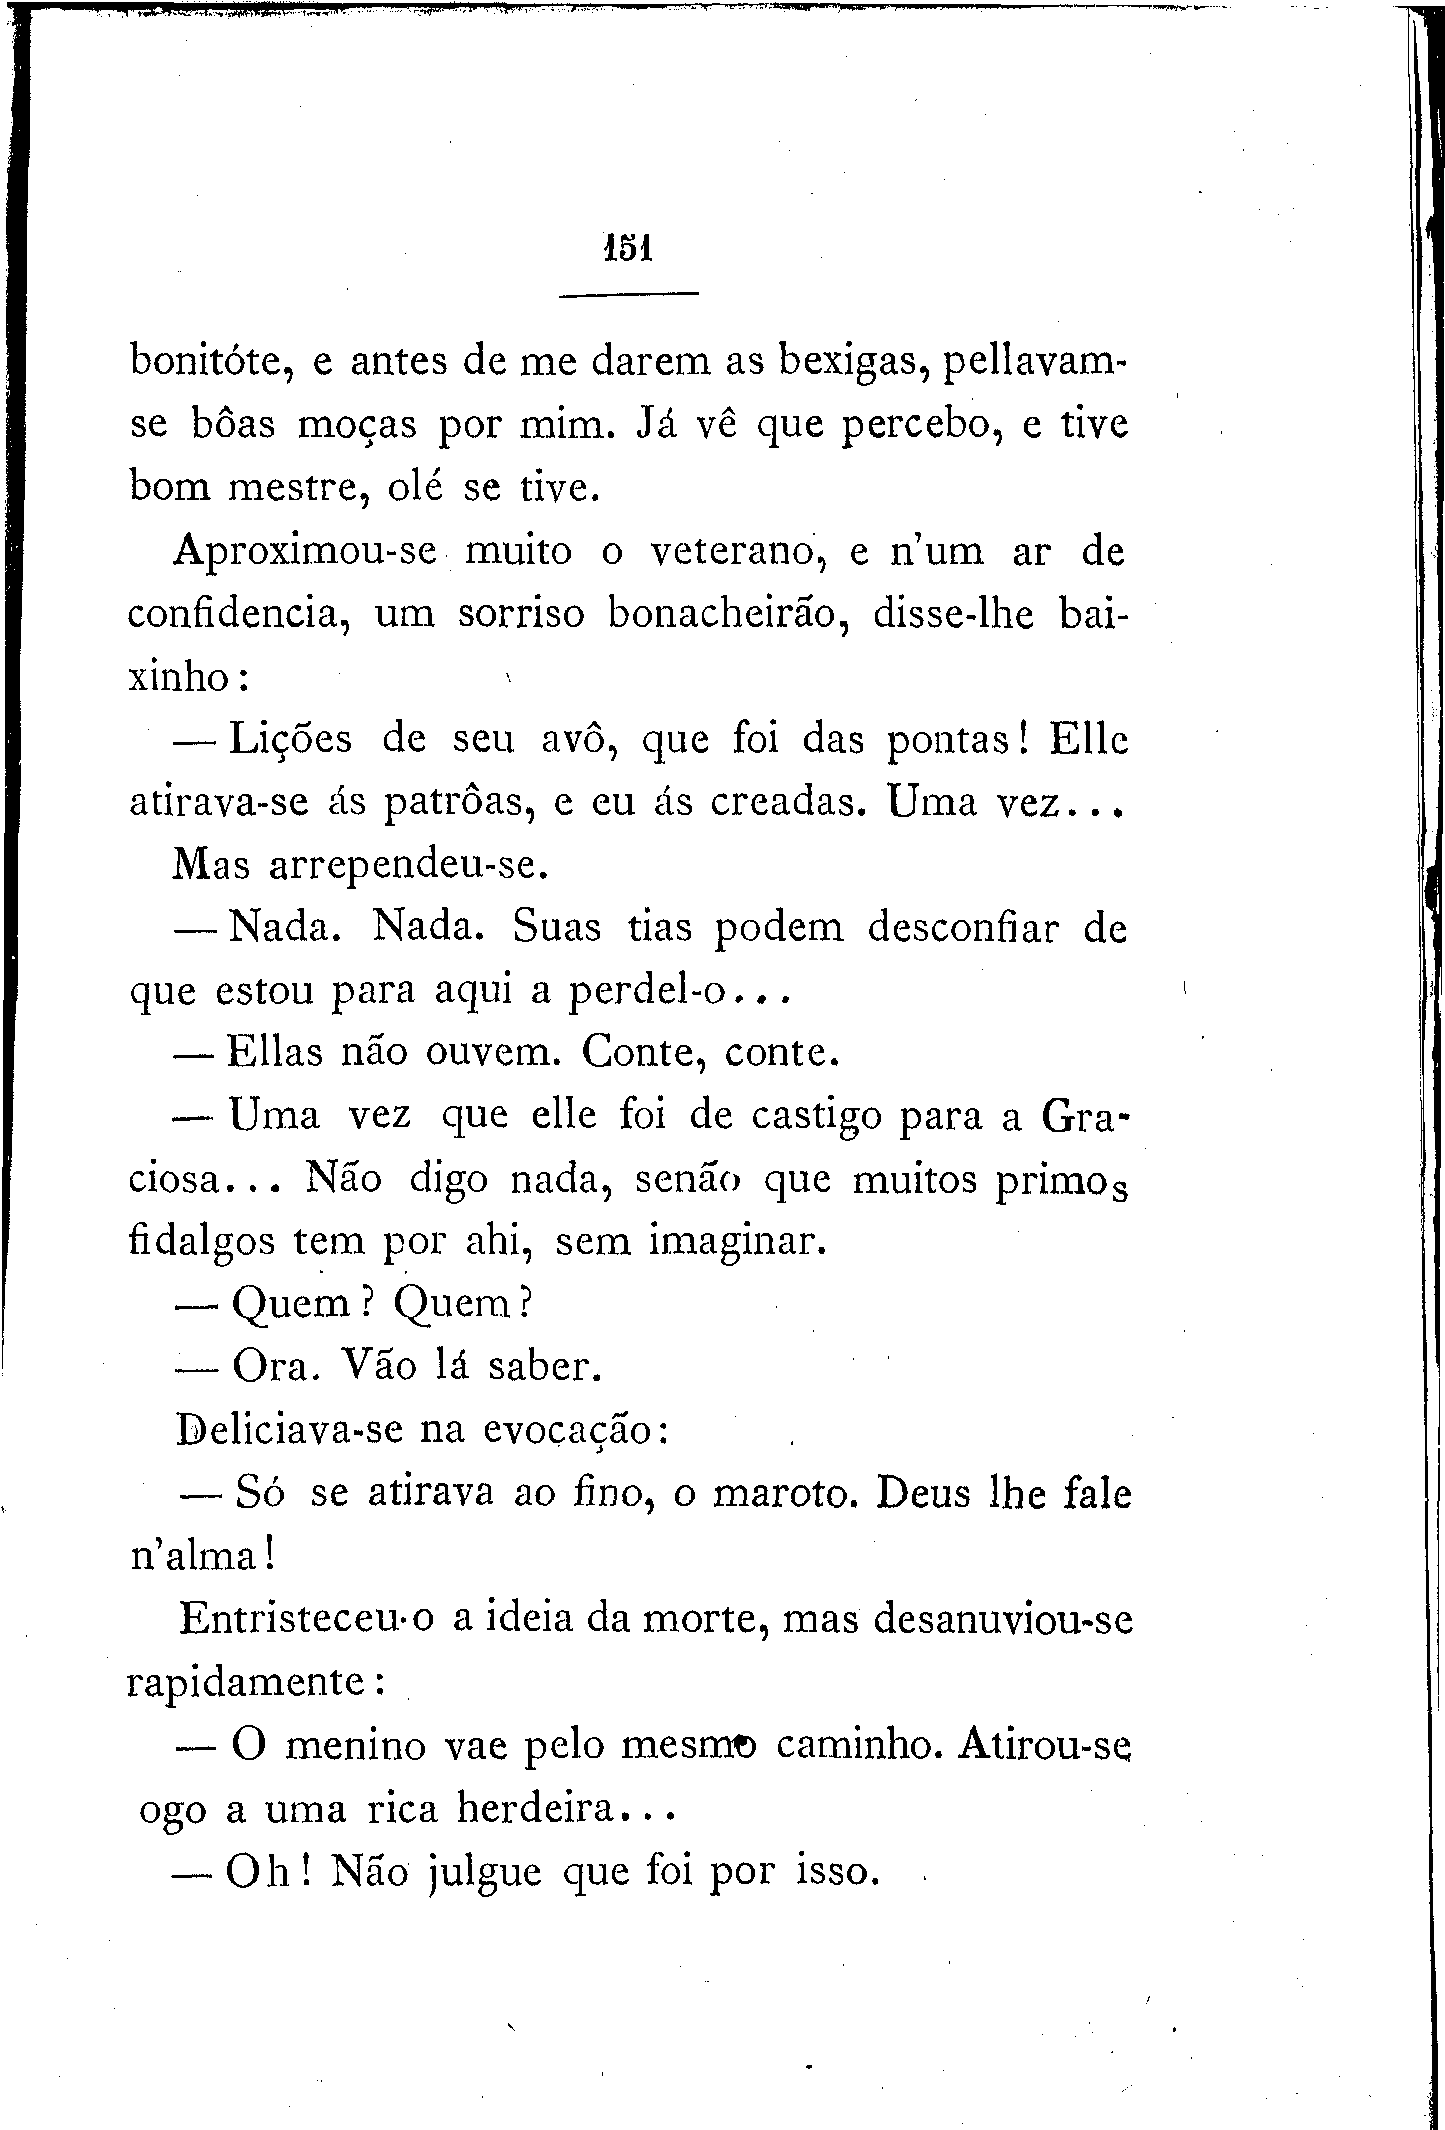 151
bonitóte, e antes de me darem as bexigas, pellavam-
se bôas moças por mim. Já vê que percebo, e tive
bom mestre, olé se tive.
Aproximou-se muito o veterano, e n'um ar de
confidencia, um sorriso bonacheirão, disse-lhe bai-
xinho:
— Lições de seu avô, que foi das pontas! Elle
atirava-se ás patrôas, e eu ás creadas. Uma vez...
Mas arrependeu-se.
— Nada. Nada. Suas tias podem desconfiar de
que estou para aqui a perdel-o...
— Ellas não ouvem. Conte, conte.
— Uma vez que elle foi de castigo para a Gra-
ciosa... Não digo nada, senão que muitos primos
fidalgos tem por ahi, sem imaginar.
— Quem? Quem?
— Ora. Vão lá saber.
Deliciava-se na evocação:
— Só se atirava ao fino, o maroto. Deus lhe fale
n'alma!
Entristeceu-o a ideia da morte, mas desanuviou-se
rapidamente:
— O menino vae pelo mesmo caminho. Atirou-se
ogo a uma rica herdeira...
— Oh! Não julgue que foi por isso.